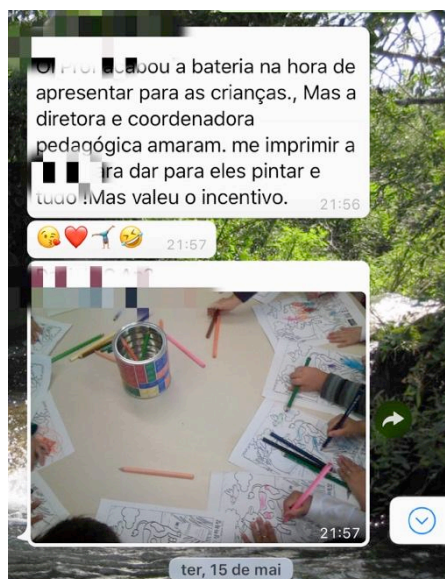 acabou a bateria na hora de
apresentar para as crianças., Mas a
diretora e coordenadora
pedagógica amaram. me imprimir a
dar para eles pintar e
tudo !Mas valeu o incentivo.
21:56
21:57
21:57
ter, 15 de mai